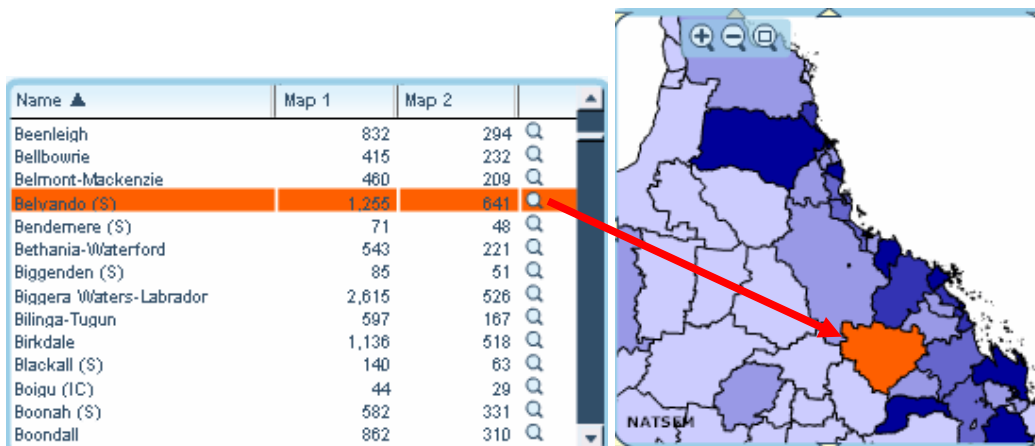 Name ▲ Map 1 Map 2
Beenleigh 832 294
Bellbowrie 415 232
Belmont-Mackenzie 460 209
Belyando (S) 1,255 641
Bendemere (S) 71 48
Bethania-Waterford 543 221
Biggenden (S) 85 51
Biggera Waters-Labrador 2,615 526
Bilinga-Tugun 597 167
Birkdale 1,136 518
Blackall (S) 140 63
Boigu (IC) 44 29
Boonah (S) 582 331
Boondall 862 310
NATSEM